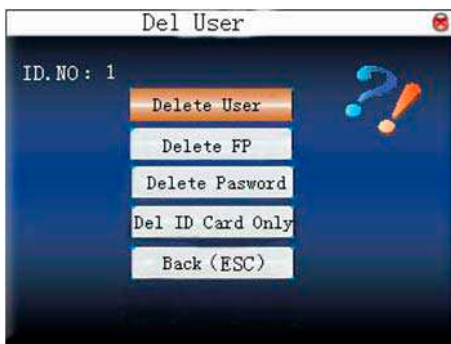 Del User
ID.NO: 1
Delete User
Delete FP
Delete Pasword
Del ID Card Only
Back (ESC)